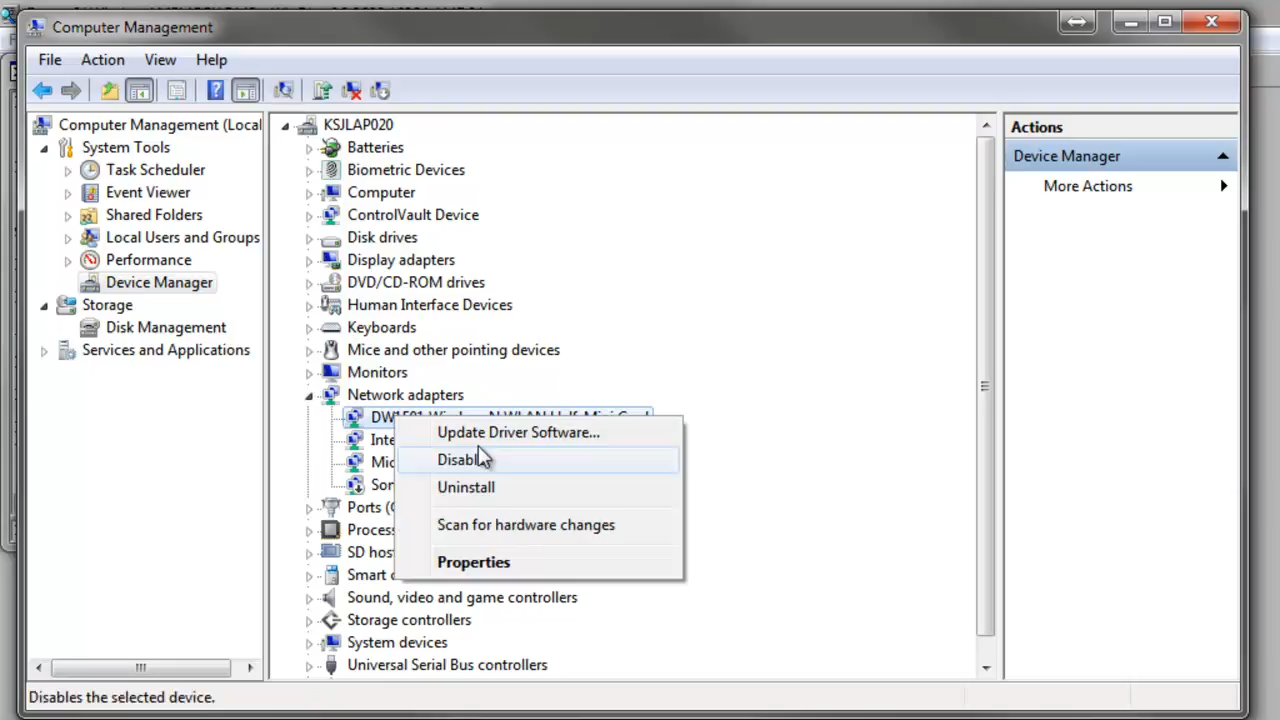 Computer Management
File Action View Help
Computer Management (Local
System Tools
Task Scheduler
Event Viewer
Shared Folders
Local Users and Groups
Performance
Device Manager
Storage
Disk Management
Services and Applications
KSJLAP020
Batteries
Biometric Devices
Computer
ControlVault Device
Disk drives
Display adapters
DVD/CD-ROM drives
Human Interface Devices
Keyboards
Mice and other pointing devices
Monitors
Network adapters
Ports
SD
Smart
Sound, video and game controllers
Storage controllers
System devices
Universal Serial Bus controllers
Update Driver Software...
Disable
Uninstall
Scan for hardware changes
Properties
Actions
Device Manager
More Actions
Disables the selected device.